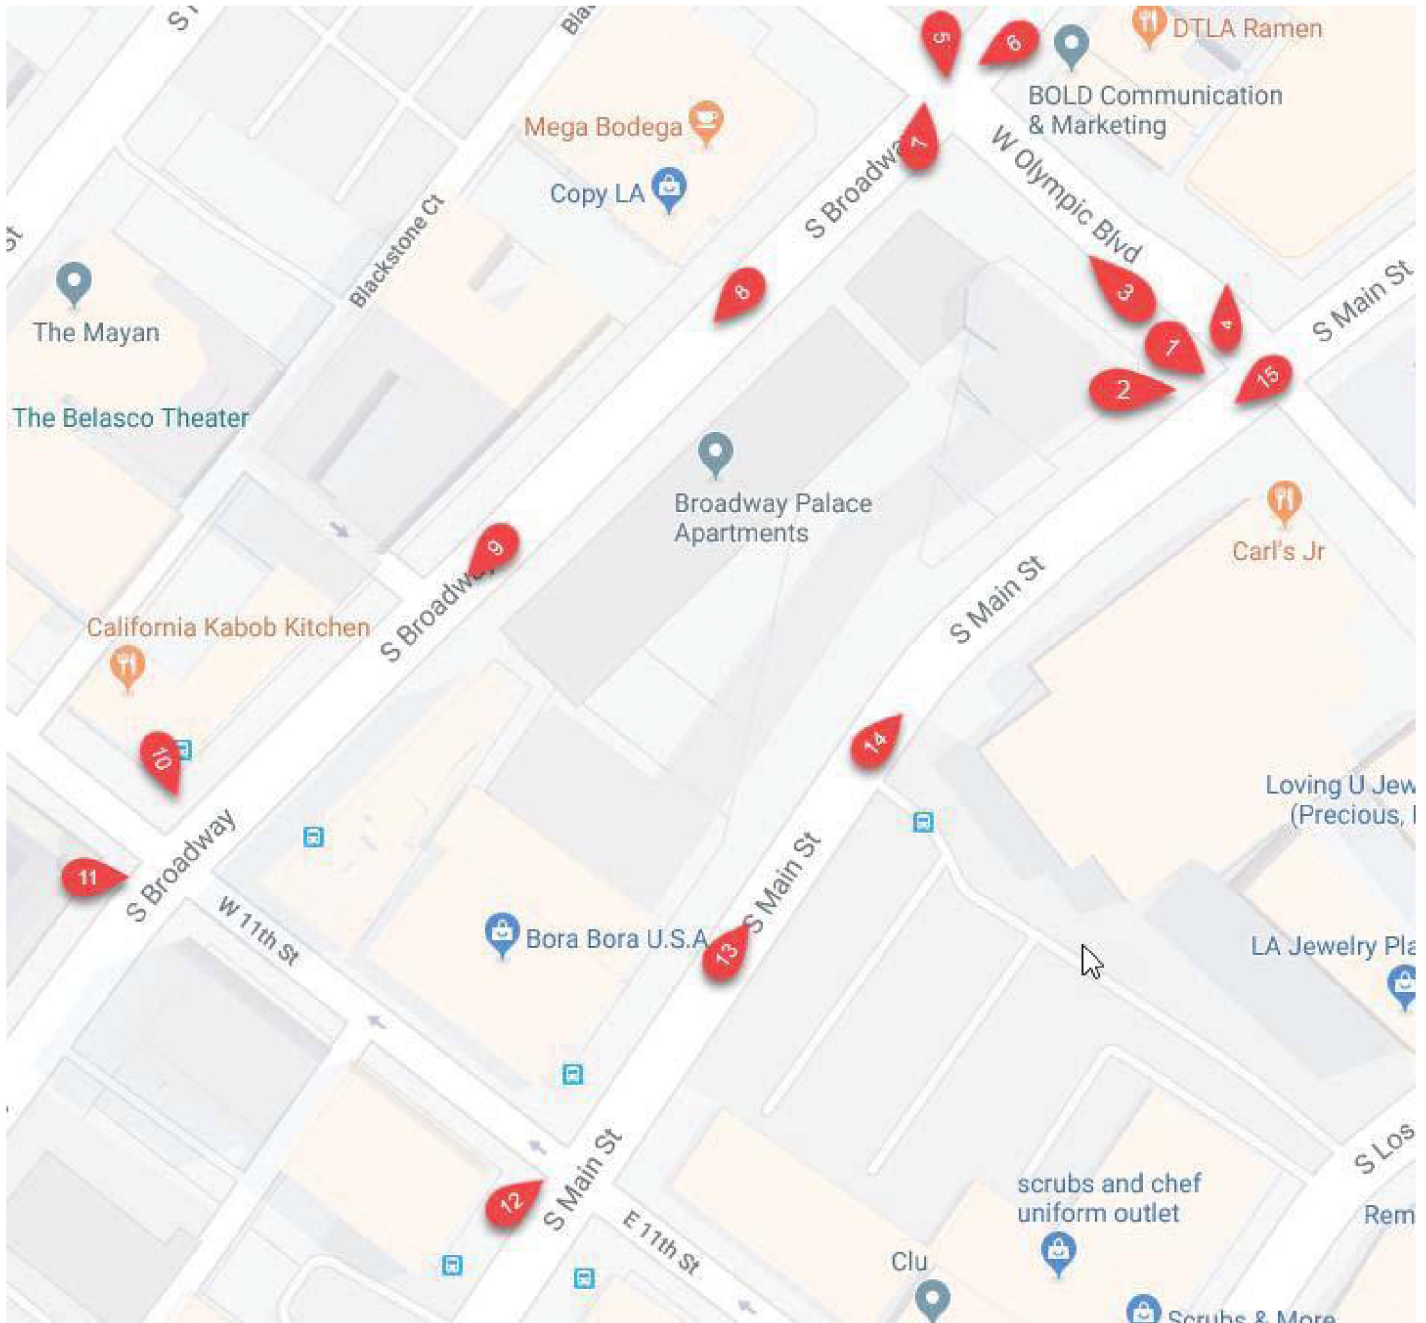 S
Bla
5
6
DTLA Ramen
BOLD Communication
& Marketing
Mega Bodega
7
W Olympic Blvd
Copy LA
S Broadwa
St
Blackstone Ct
The Mayan
8
3
4
S Main St
1
2
15
The Belasco Theater
Broadway Palace
Apartments
Carl's Jr
9
S Broadway
S Main St
California Kabob Kitchen
10
14
Loving U Jew
(Precious,
S Broadway
11
S Main St
W 11th St
Bora Bora U.S.A
13
LA Jewelry Pla
S Main St
12
S Los
scrubs and chef
uniform outlet
Rem
E 11th St
Clu
Scrubs & More